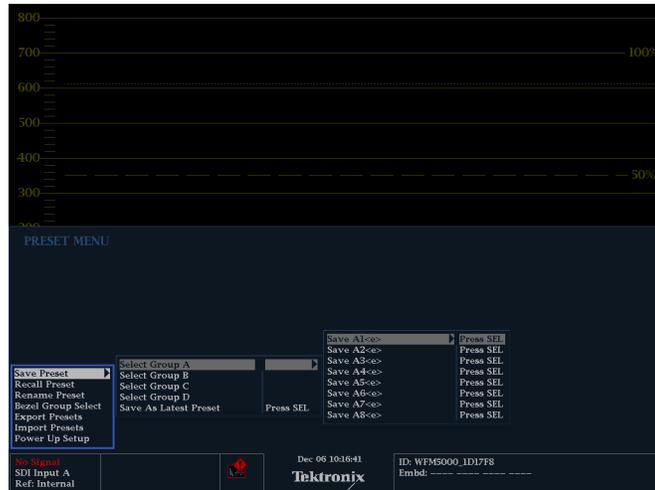 800
700
100%
600
500
400
50%
300
200
PRESET MENU
Save Preset
Recall Preset
Rename Preset
Bezel Group Select
Export Presets
Import Presets
Power Up Setup
Select Group A
Select Group B
Select Group C
Select Group D
Save As Latest Preset Press SEL
Save A1<e> Press SEL
Save A2<e> Press SEL
Save A3<e> Press SEL
Save A4<e> Press SEL
Save A5<e> Press SEL
Save A6<e> Press SEL
Save A7<e> Press SEL
Save A8<e> Press SEL
No Signal
SDI Input A
Ref: Internal
Dec 06 10:16:41
Tektronix
ID: WFM5000_1D17F8
Embd: ---- ---- ---- ----